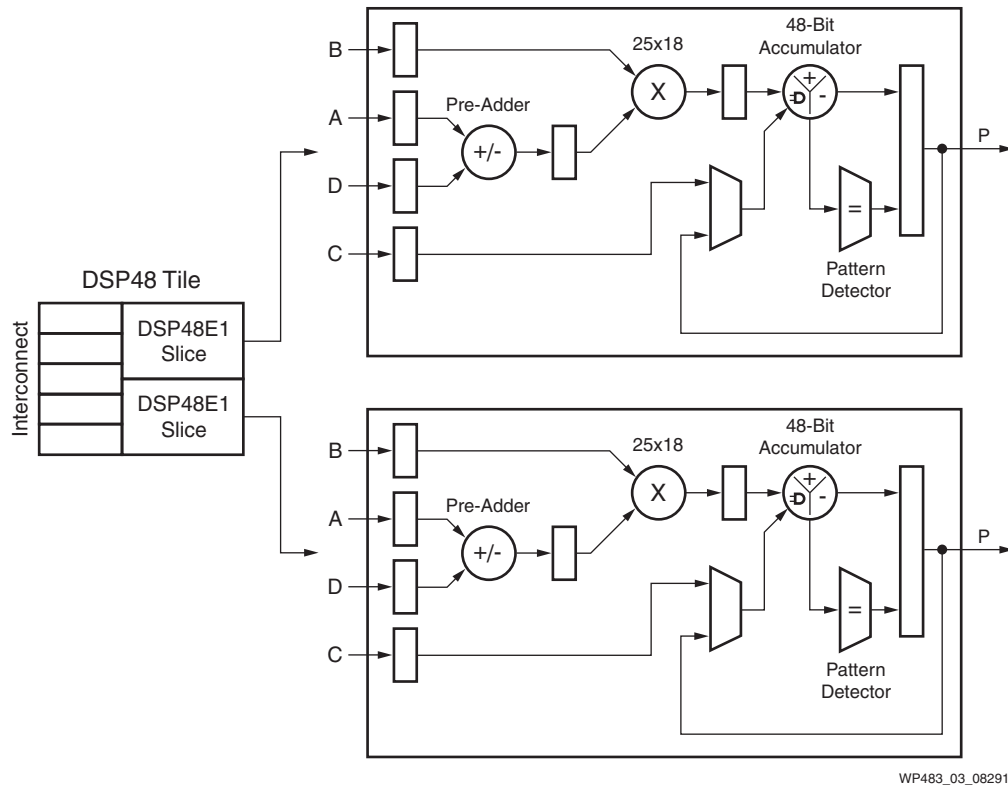 48-Bit
Accumulator
25x18
B
X
+
-
A
Pre-Adder
+/-
P
D
=
C
Pattern
Detector
DSP48 Tile
Interconnect
DSP48E1
Slice
DSP48E1
Slice
48-Bit
Accumulator
25x18
B
X
+
-
A
Pre-Adder
+/-
P
D
=
C
Pattern
Detector
WP483_03_08291